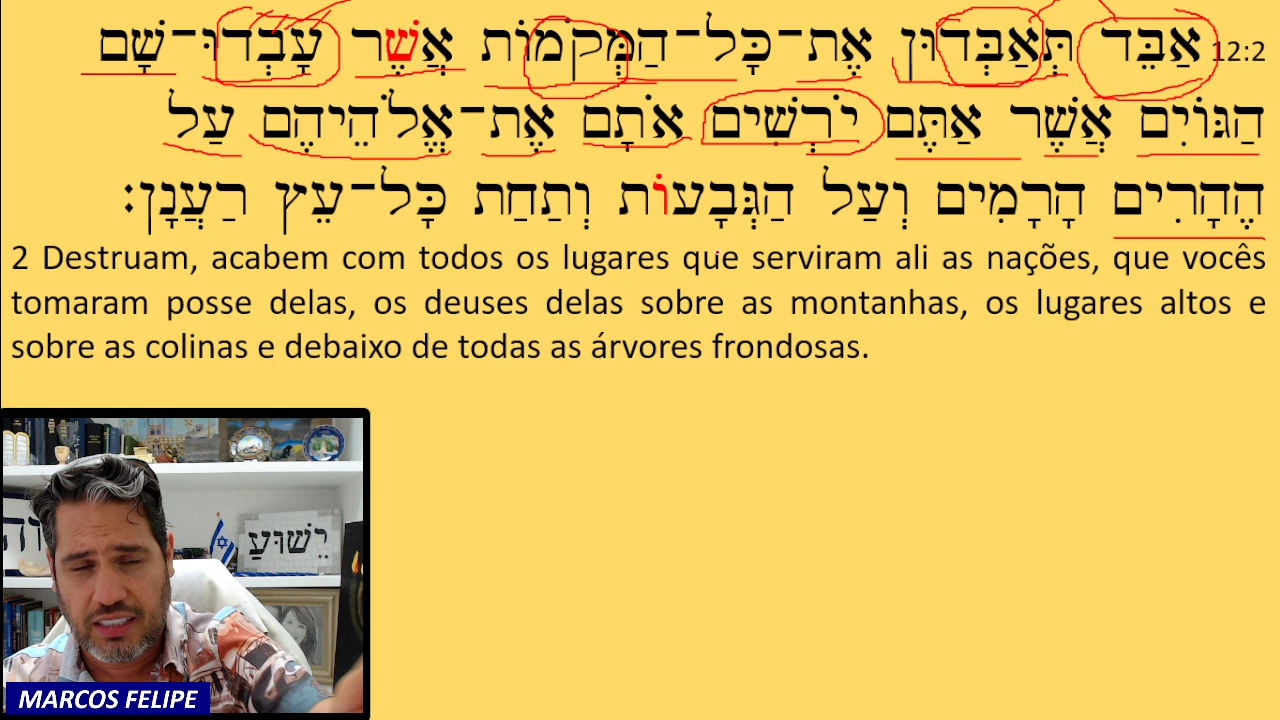 12:2 אַבֵּד תְּאַבְּדוּן אֶת־כָּל־הַמְּקֹמוֹת אֲשֶׁר עָבְדוּ־שָׁם
הַגּוֹיִם אֲשֶׁר אַתֶּם יֹרְשִׁים אֹתָם אֶת־אֱלֹהֵיהֶם עַל
הֶהָרִים הָרָמִים וְעַל הַגְּבָעוֹת וְתַחַת כָּל־עֵץ רַעֲנָן׃
2 Destruam, acabem com todos os lugares que serviram ali as nações, que vocês
tomaram posse delas, os deuses delas sobre as montanhas, os lugares altos e
sobre as colinas e debaixo de todas as árvores frondosas.
יֵשׁוּעַ
MARCOS FELIPE